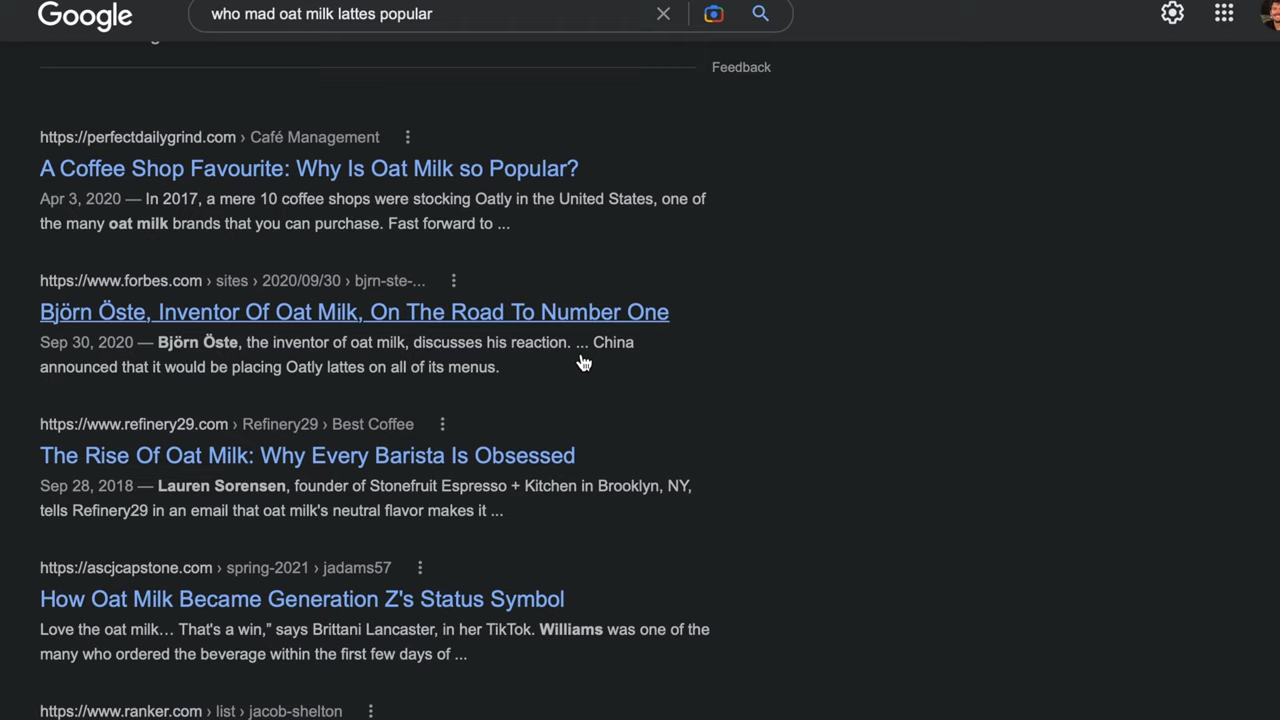 Google
who mad oat milk lattes popular
Feedback
https://perfectdailygrind.com › Café Management
A Coffee Shop Favourite: Why Is Oat Milk so Popular?
Apr 3, 2020 — In 2017, a mere 10 coffee shops were stocking Oatly in the United States, one of
the many oat milk brands that you can purchase. Fast forward to ...
https://www.forbes.com › sites › 2020/09/30 › bjrn-ste-...
Björn Öste, Inventor Of Oat Milk, On The Road To Number One
Sep 30, 2020 — Björn Öste, the inventor of oat milk, discusses his reaction. ... China
announced that it would be placing Oatly lattes on all of its menus.
https://www.refinery29.com › Refinery29 › Best Coffee
The Rise Of Oat Milk: Why Every Barista Is Obsessed
Sep 28, 2018 — Lauren Sorensen, founder of Stonefruit Espresso + Kitchen in Brooklyn, NY,
tells Refinery29 in an email that oat milk's neutral flavor makes it ...
https://ascjcapstone.com › spring-2021 › jadams57
How Oat Milk Became Generation Z's Status Symbol
Love the oat milk… That's a win,” says Brittani Lancaster, in her TikTok. Williams was one of the
many who ordered the beverage within the first few days of ...
https://www.ranker.com › list › jacob-shelton